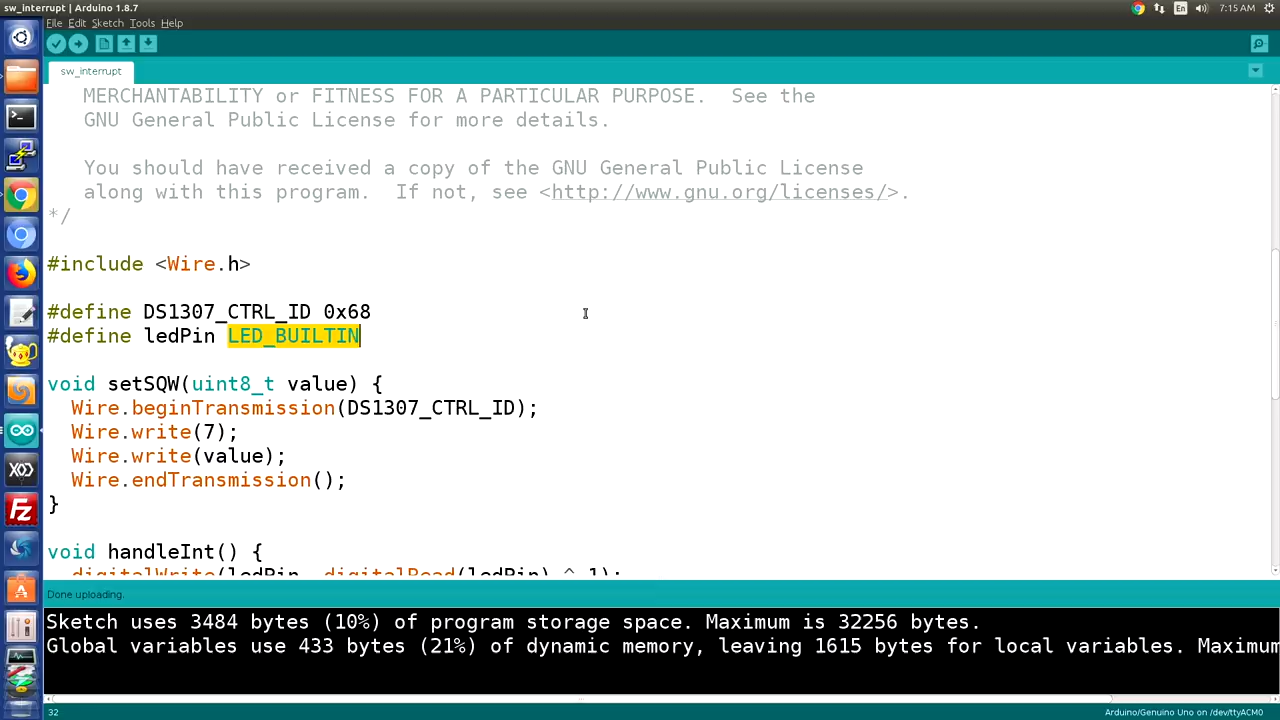 sw_interrupt | Arduino 1.8.7
En
7:15 AM
File Edit Sketch Tools Help
sw_interrupt
MERCHANTABILITY or FITNESS FOR A PARTICULAR PURPOSE.  See the
GNU General Public License for more details.
You should have received a copy of the GNU General Public License
along with this program.  If not, see <http://www.gnu.org/licenses/>.
*/
#include <Wire.h>
#define DS1307_CTRL_ID 0x68
#define ledPin LED_BUILTIN
void setSQW(uint8_t value) {
Wire.beginTransmission(DS1307_CTRL_ID);
Wire.write(7);
Wire.write(value);
Wire.endTransmission();
}
void handleInt() {
digitalWrite(ledPin, digitalRead(ledPin) ^ 1);
Done uploading.
Sketch uses 3484 bytes (10%) of program storage space. Maximum is 32256 bytes.
Global variables use 433 bytes (21%) of dynamic memory, leaving 1615 bytes for local variables. Maximum
32
Arduino/Genuino Uno on /dev/ttyACM0